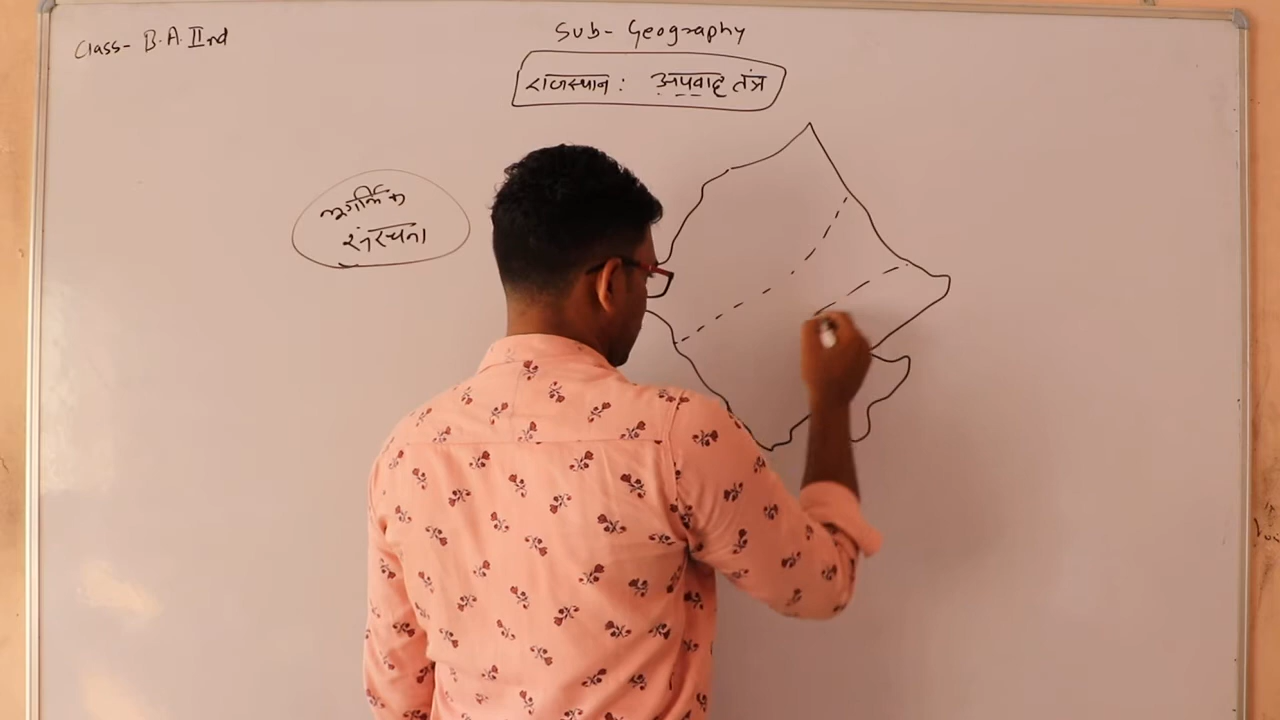 Class- B.A. IInd
Sub- Geography
राजस्थान : अपवाह तंत्र
भूगर्भिक
संरचना